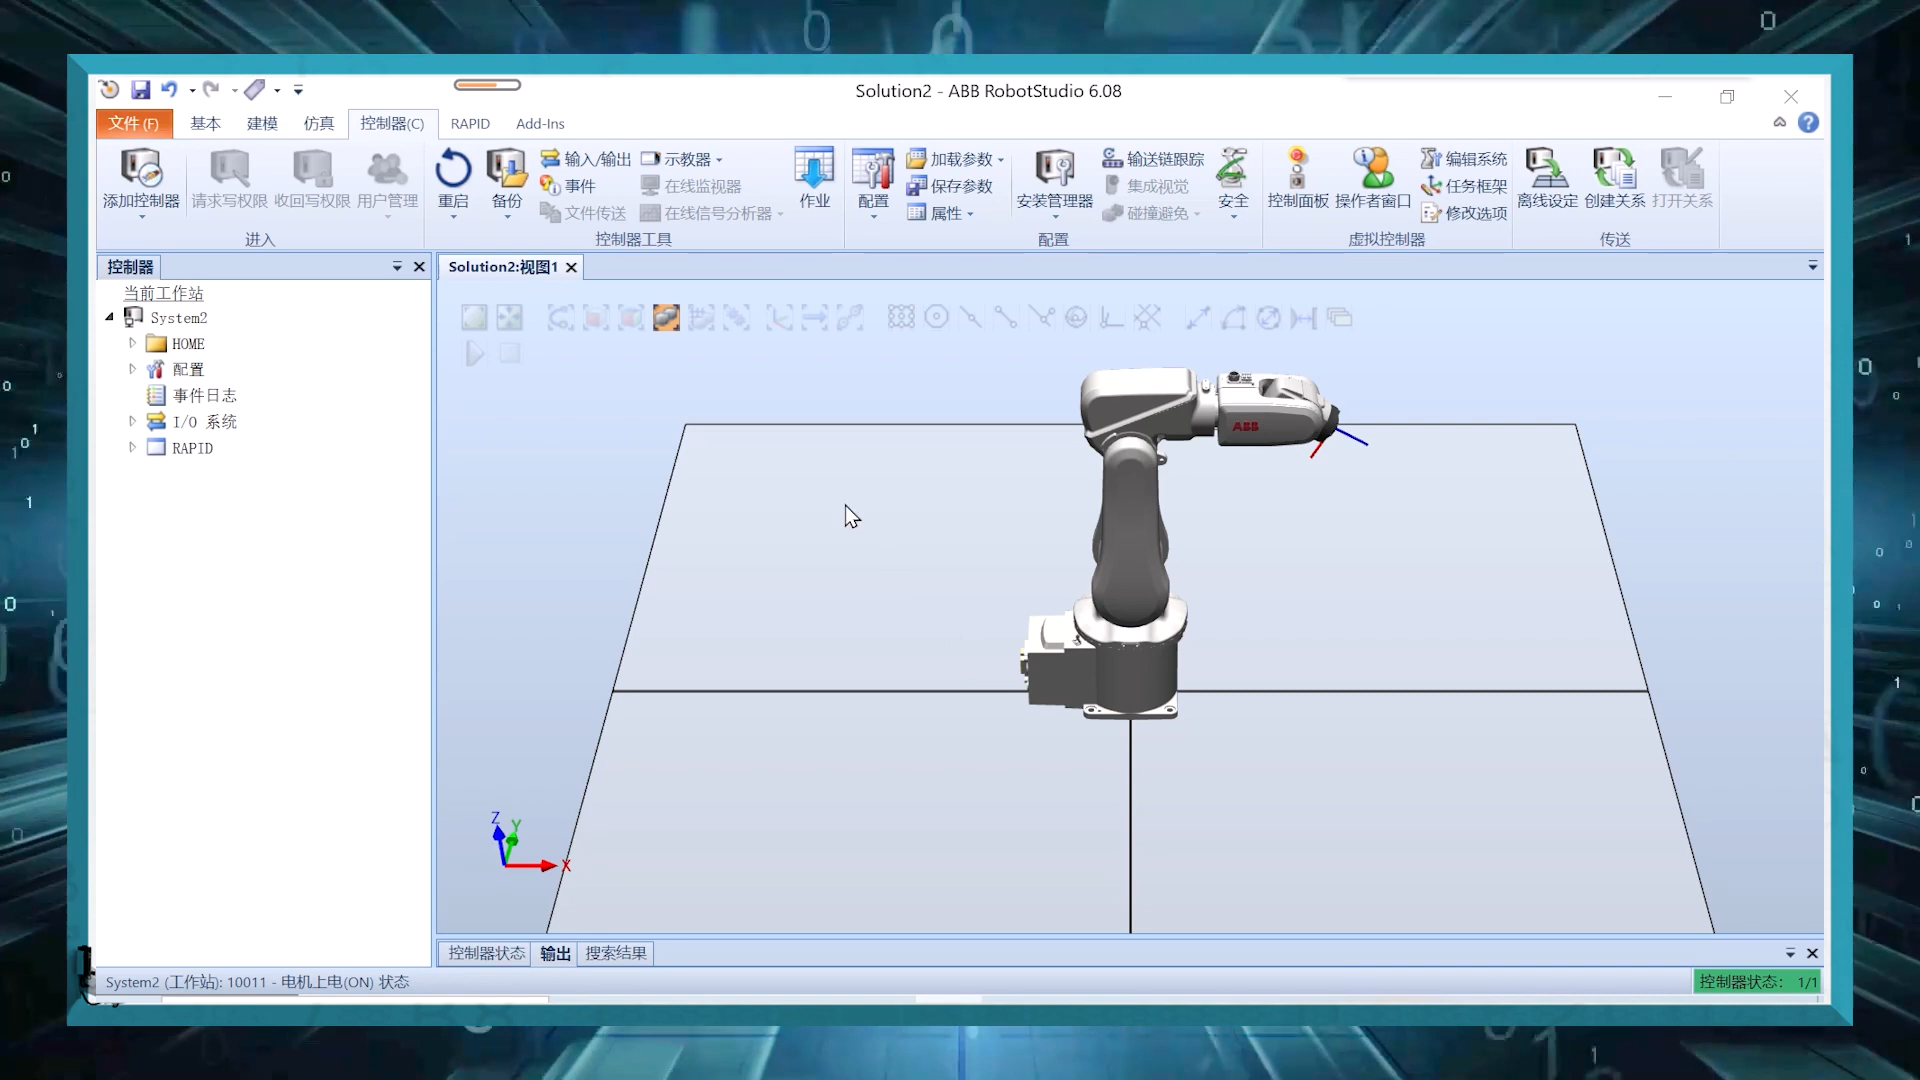 Solution2 - ABB RobotStudio 6.08
文件(F) 基本 建模 仿真 控制器(C) RAPID Add-Ins
添加控制器 请求写权限 收回写权限 用户管理
进入
重启 备份 输入/输出 事件 文件传送 示教器 在线监视器 在线信号分析器 作业
控制器工具
配置 加载参数 保存参数 属性 安装管理器 输送链跟踪 集成视觉 碰撞避免 安全
配置
控制面板 操作者窗口 编辑系统 任务框架 修改选项
虚拟控制器
离线设定 创建关系 打开关系
传送
控制器
Solution2:视图1
当前工作站
System2
HOME
配置
事件日志
I/O 系统
RAPID
ABB
Z
Y
X
控制器状态 输出 搜索结果
System2 (工作站): 10011 - 电机上电(ON) 状态
控制器状态: 1/1